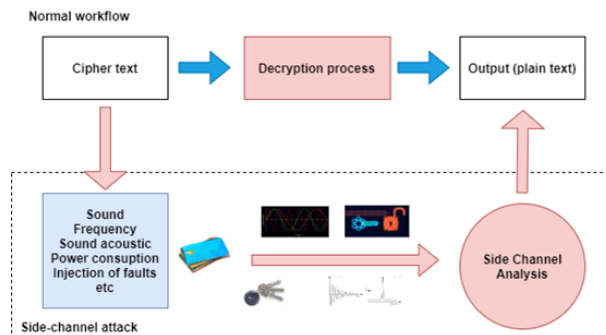 Normal workflow
Cipher text
Decryption process
Output (plain text)
Sound
Frequency
Sound acoustic
Power consuption
Injection of faults
etc
Side Channel
Analysis
Side-channel attack